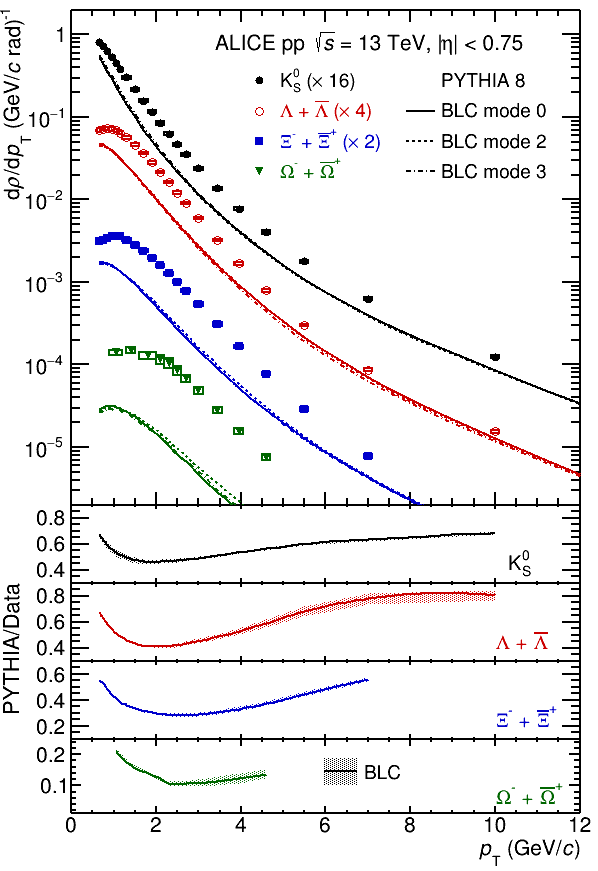 ALICE pp √s = 13 TeV, |η| < 0.75
K⁰S (× 16)
Λ + Λ̅ (× 4)
Ξ⁻ + Ξ̅⁺ (× 2)
Ω⁻ + Ω̅⁺
PYTHIA 8
BLC mode 0
BLC mode 2
BLC mode 3
dρ/dpT (GeV/c rad)⁻¹
1
10⁻¹
10⁻²
10⁻³
10⁻⁴
10⁻⁵
PYTHIA/Data
0.8
0.6
0.4
K⁰S
0.8
0.6
0.4
Λ + Λ̅
0.6
0.4
0.2
Ξ⁻ + Ξ̅⁺
0.2
0.1
BLC
Ω⁻ + Ω̅⁺
0 2 4 6 8 10 12
pT (GeV/c)